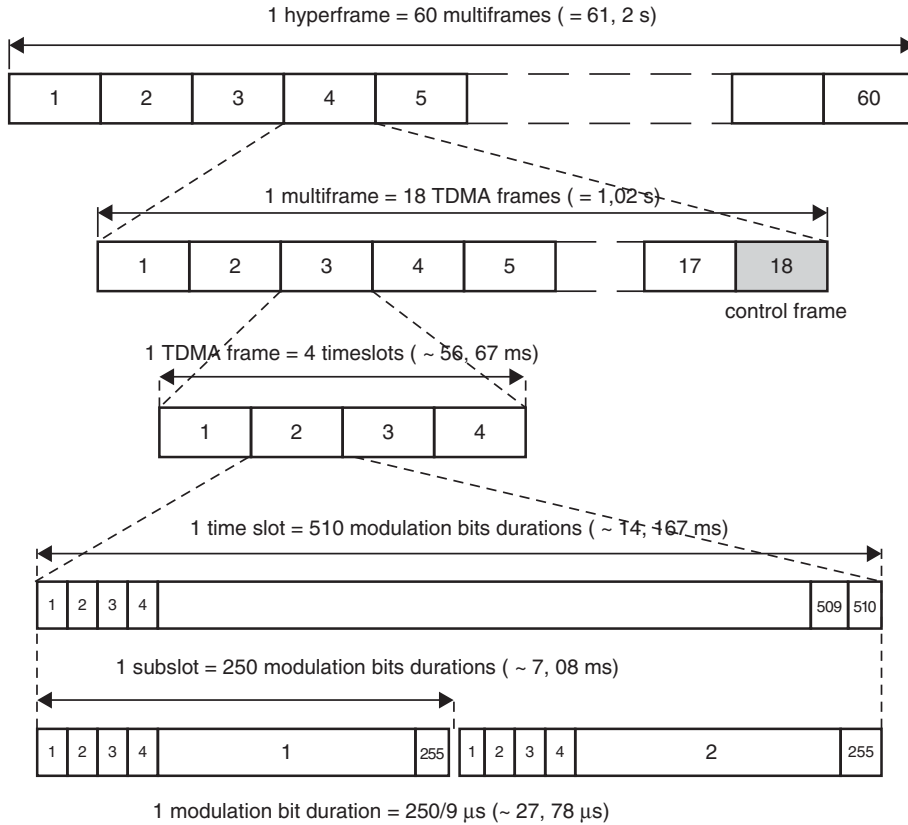 1 hyperframe = 60 multiframes ( = 61, 2 s)
1 2 3 4 5 60
1 multiframe = 18 TDMA frames ( = 1,02 s)
1 2 3 4 5 17 18
control frame
1 TDMA frame = 4 timeslots ( ~ 56, 67 ms)
1 2 3 4
1 time slot = 510 modulation bits durations ( ~ 14, 167 ms)
1 2 3 4 509 510
1 subslot = 250 modulation bits durations ( ~ 7, 08 ms)
1 2 3 4 1 255 1 2 3 4 2 255
1 modulation bit duration = 250/9 µs (~ 27, 78 µs)